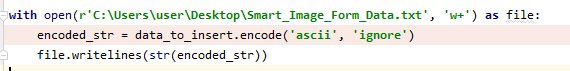 with open(r'C:\Users\user\Desktop\Smart_Image_Form_Data.txt', 'w+') as file:
    encoded_str = data_to_insert.encode('ascii', 'ignore')
    file.writelines(str(encoded_str))